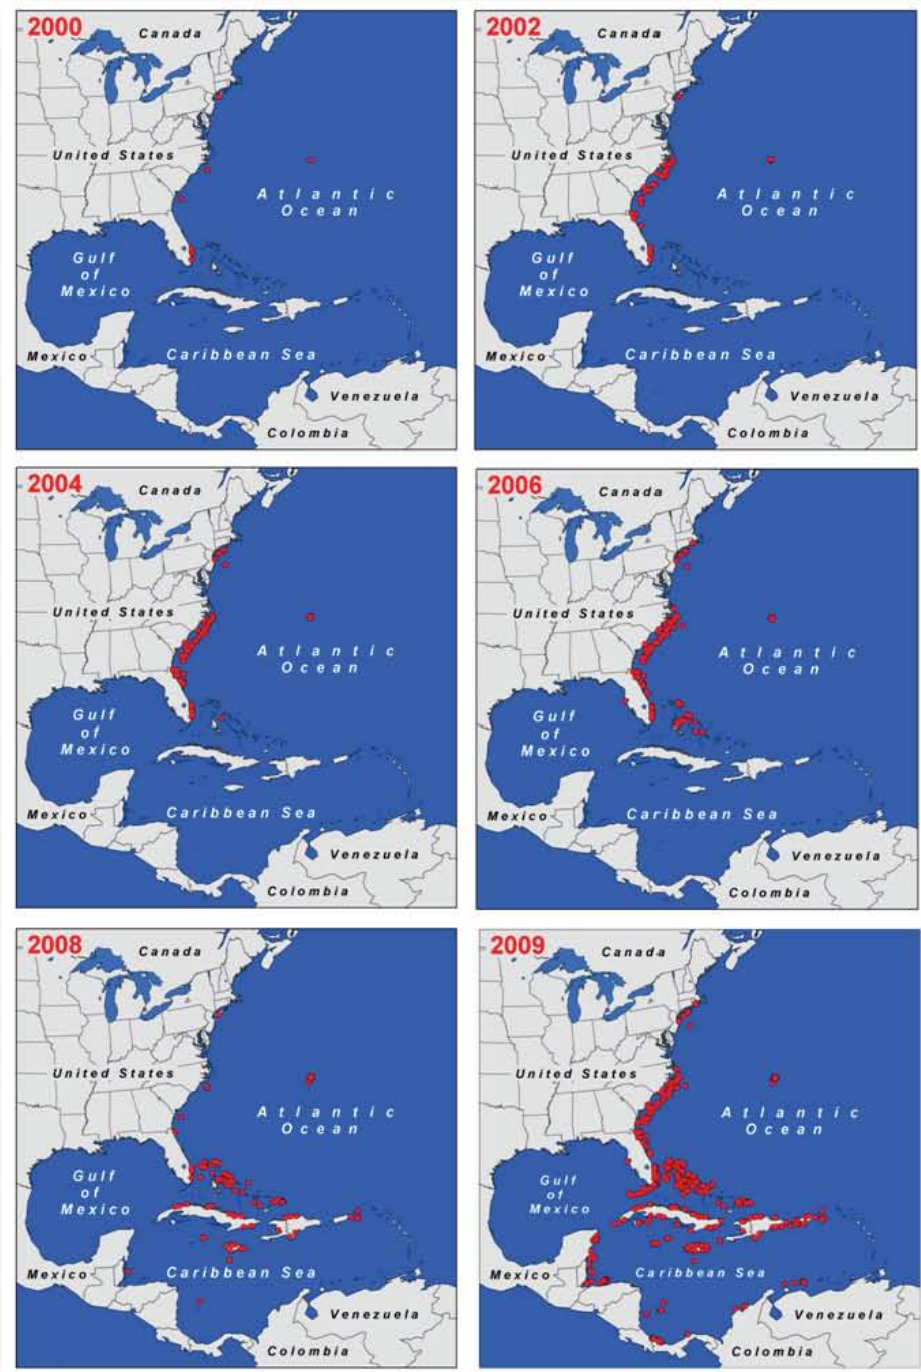 2000
Canada
United States
Atlantic
Ocean
Gulf
of
Mexico
Mexico
Caribbean Sea
Venezuela
Colombia
2002
Canada
United States
Atlantic
Ocean
Gulf
of
Mexico
Mexico
Caribbean Sea
Venezuela
Colombia
2004
Canada
United States
Atlantic
Ocean
Gulf
of
Mexico
Mexico
Caribbean Sea
Venezuela
Colombia
2006
Canada
United States
Atlantic
Ocean
Gulf
of
Mexico
Mexico
Caribbean Sea
Venezuela
Colombia
2008
Canada
United States
Atlantic
Ocean
Gulf
of
Mexico
Mexico
Caribbean Sea
Venezuela
Colombia
2009
Canada
United States
Atlantic
Ocean
Gulf
of
Mexico
Mexico
Caribbean Sea
Venezuela
Colombia